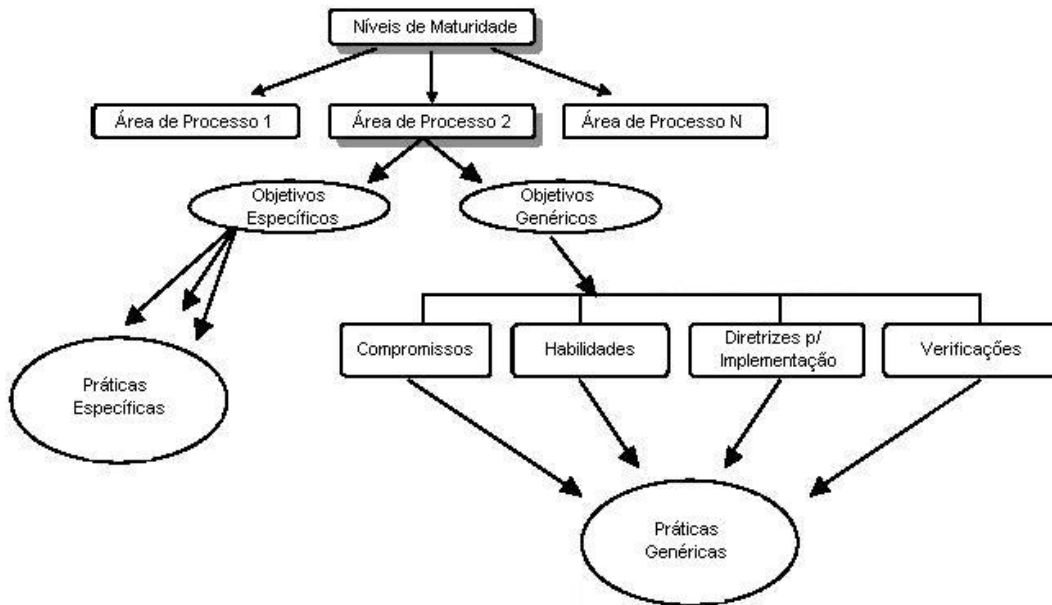 Níveis de Maturidade
Área de Processo 1
Área de Processo 2
Área de Processo N
Objetivos
Específicos
Objetivos
Genéricos
Compromissos
Habilidades
Diretrizes p/
Implementação
Verificações
Práticas
Específicas
Práticas
Genéricas